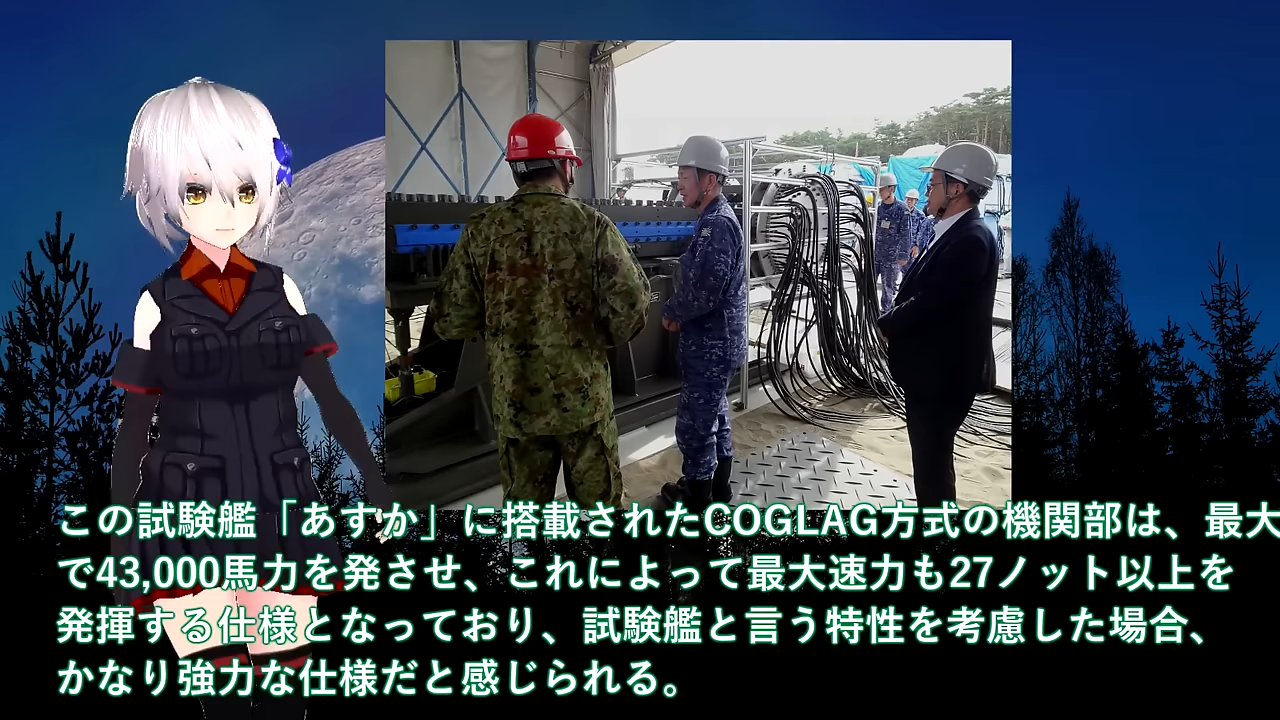 この試験艦「あすか」に搭載されたCOGLAG方式の機関部は、最大
で43,000馬力を発させ、これによって最大速力も27ノット以上を
発揮する仕様となっており、試験艦と言う特性を考慮した場合、
かなり強力な仕様だと感じられる。